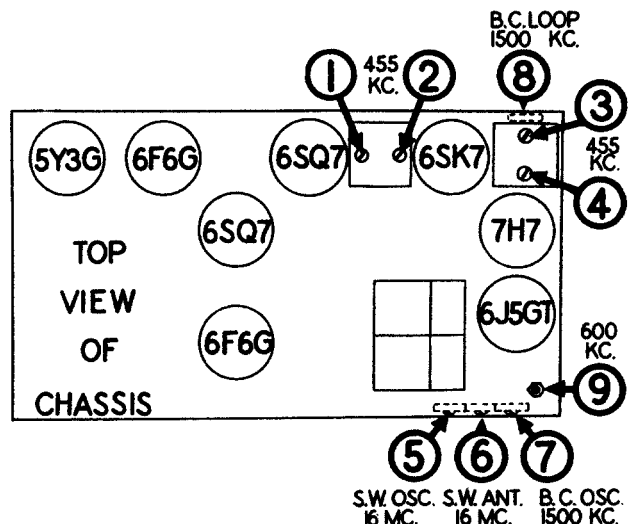 B.C. LOOP
1500 KC.
1
455
KC.
2
8
3
5Y3G
6F6G
6SQ7
6SK7
455
KC.
4
6SQ7
7H7
TOP
VIEW
OF
CHASSIS
6J5GT
6F6G
600
KC.
9
5
6
7
S.W. OSC.
16 MC.
S.W. ANT.
16 MC.
B.C. OSC.
1500 KC.